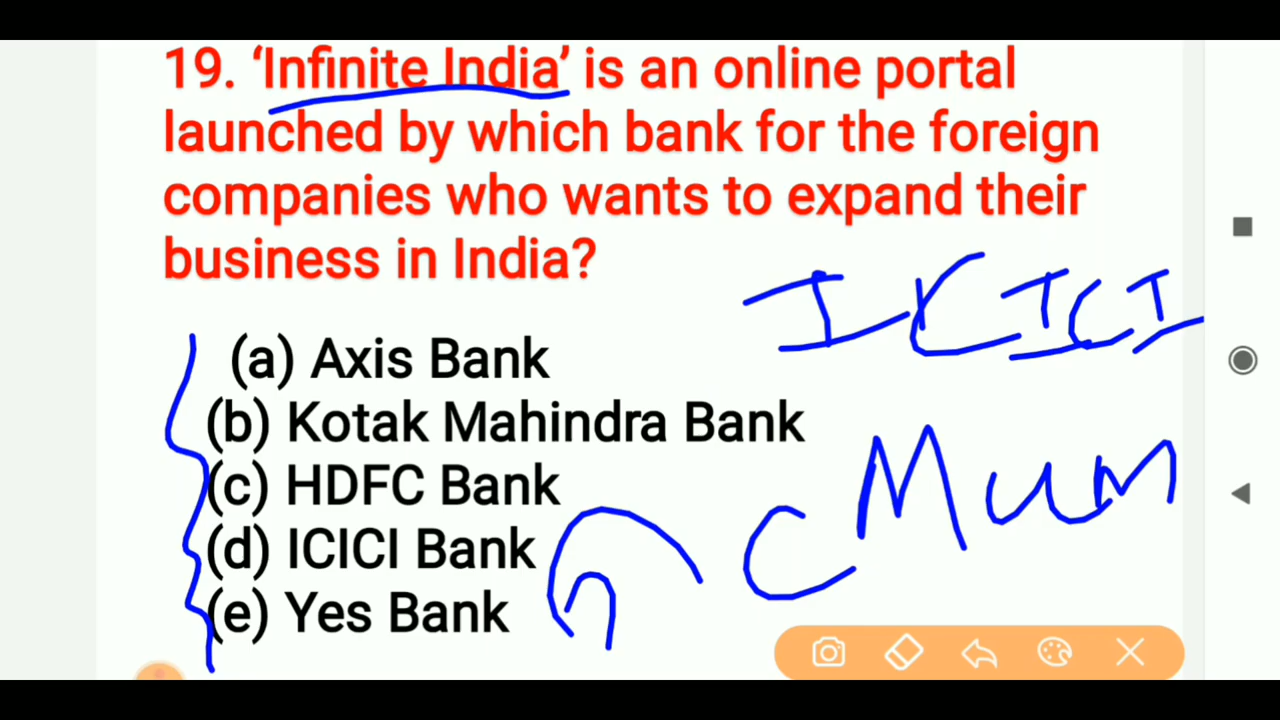 19. ‘Infinite India’ is an online portal
launched by which bank for the foreign
companies who wants to expand their
business in India?
ICICI
(a) Axis Bank
(b) Kotak Mahindra Bank
(c) HDFC Bank
(d) ICICI Bank
(e) Yes Bank
C Mum